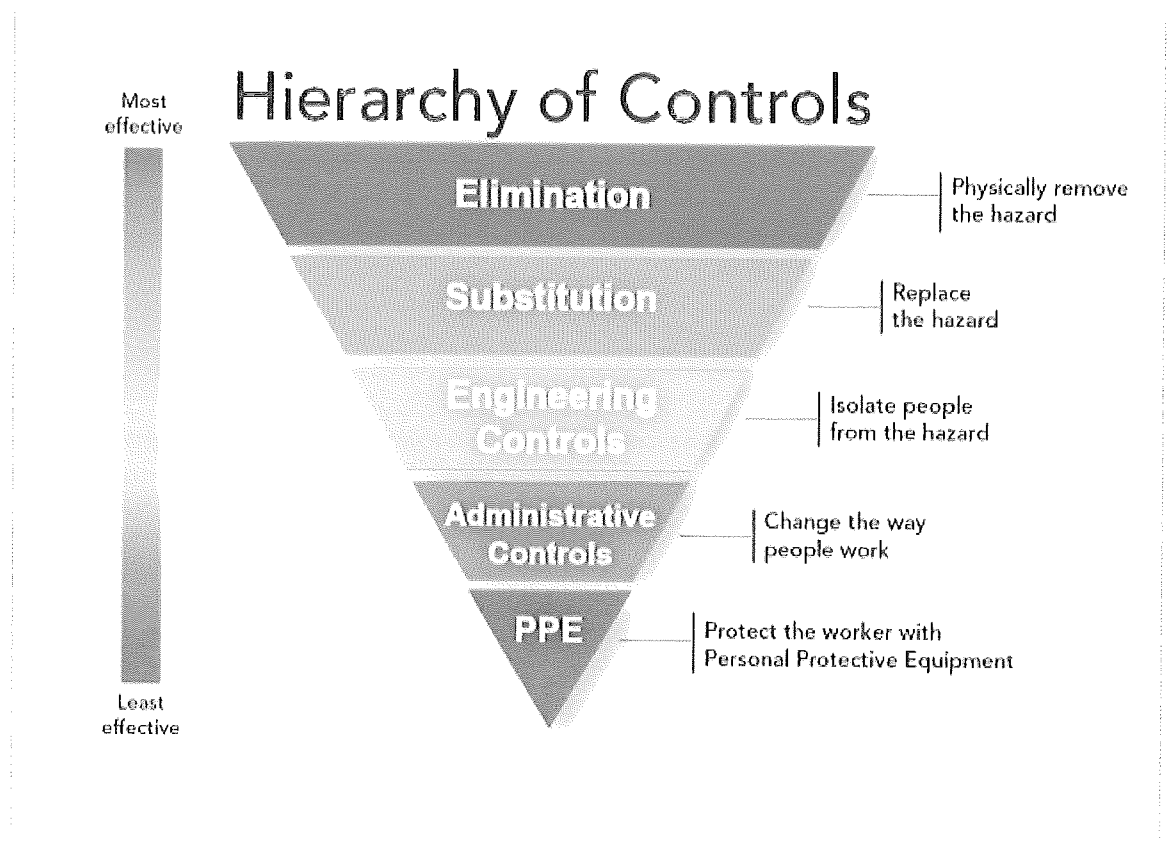 Hierarchy of Controls
Most
effective
Elimination
Physically remove
the hazard
Substitution
Replace
the hazard
Engineering
Controls
Isolate people
from the hazard
Administrative
Controls
Change the way
people work
PPE
Protect the worker with
Personal Protective Equipment
Least
effective